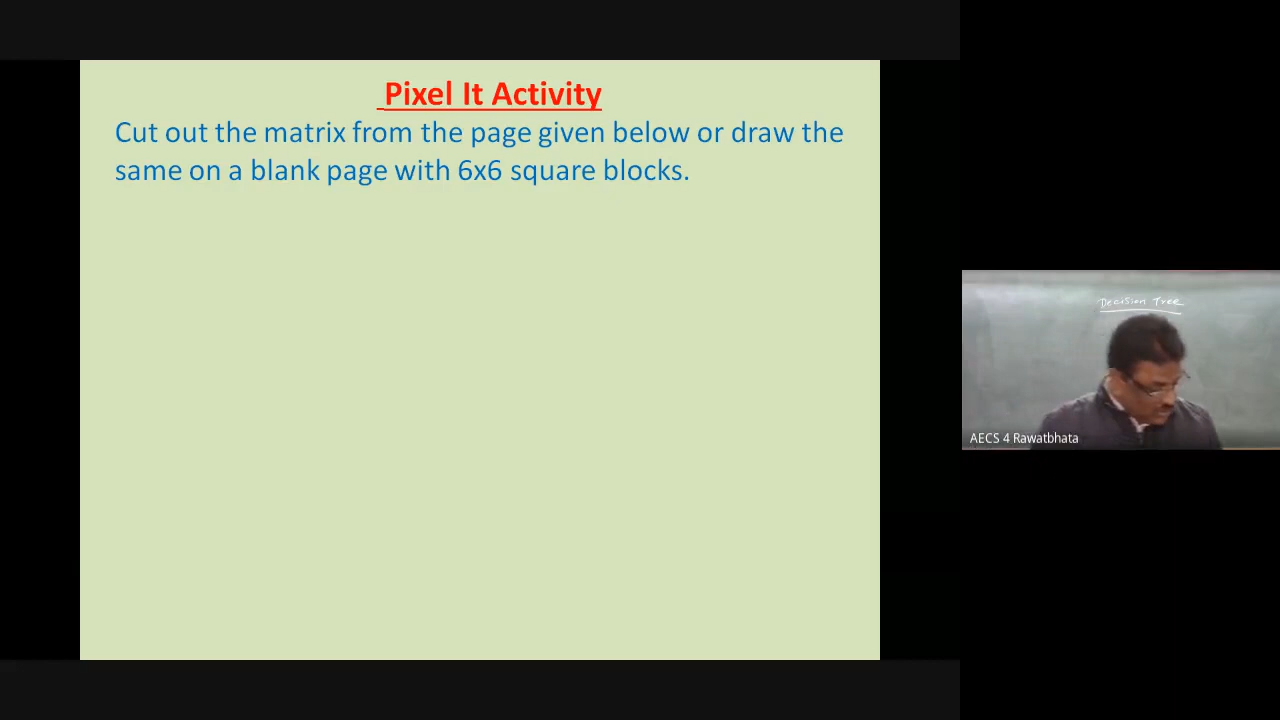 Pixel It Activity
Cut out the matrix from the page given below or draw the
same on a blank page with 6x6 square blocks.
Decision Tree
AECS 4 Rawatbhata